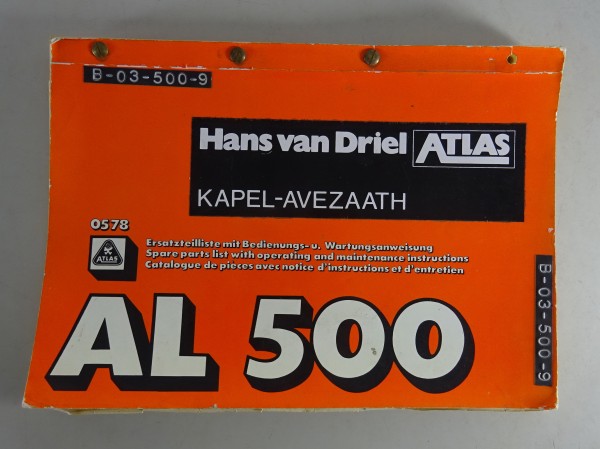 B-03-500-9
Hans van Driel ATLAS
KAPEL-AVEZAATH
0578
ATLAS
Ersatzteilliste mit Bedienungs- u. Wartungsanweisung
Spare parts list with operating and maintenance instructions
Catalogue de pieces avec notice d'instructions et d'entretien
AL 500
B-03-500-9